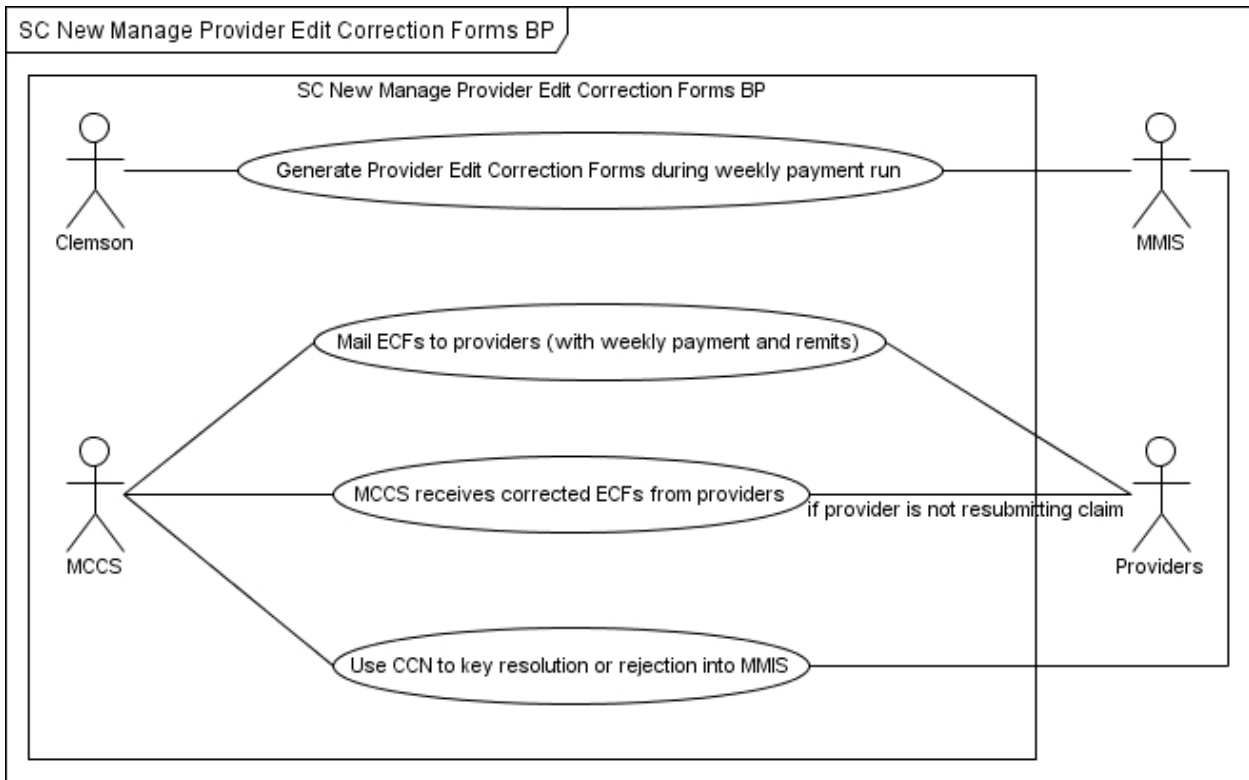 SC New Manage Provider Edit Correction Forms BP
SC New Manage Provider Edit Correction Forms BP
Generate Provider Edit Correction Forms during weekly payment run
Clemson
MMIS
Mail ECFs to providers (with weekly payment and remits)
MCCS receives corrected ECFs from providers
if provider is not resubmitting claim
MCCS
Providers
Use CCN to key resolution or rejection into MMIS